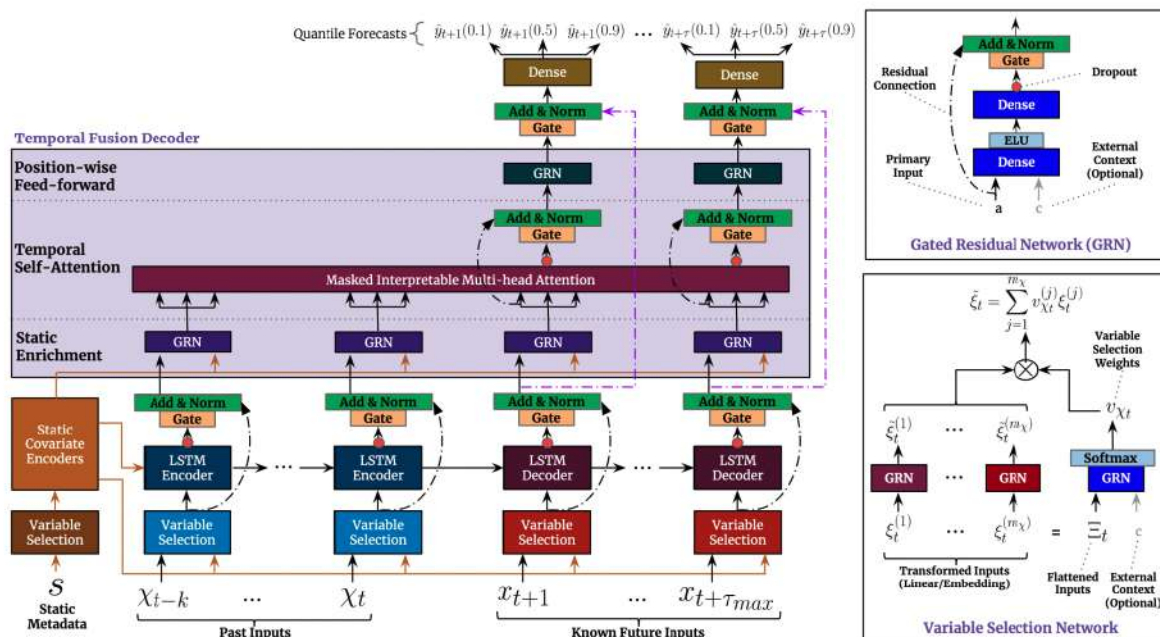 Quantile Forecasts
ŷt+1(0.1) ŷt+1(0.5) ŷt+1(0.9) ... ŷt+τ(0.1) ŷt+τ(0.5) ŷt+τ(0.9)
Dense Dense
Add & Norm Add & Norm
Gate Gate
Temporal Fusion Decoder
Position-wise
Feed-forward
GRN GRN
Add & Norm Add & Norm
Gate Gate
Temporal
Self-Attention
Masked Interpretable Multi-head Attention
Static
Enrichment
GRN GRN GRN GRN
Add & Norm Add & Norm Add & Norm Add & Norm
Gate Gate Gate Gate
Static
Covariate
Encoders
LSTM Encoder ... LSTM Encoder LSTM Decoder ... LSTM Decoder
Variable Selection Variable Selection Variable Selection Variable Selection Variable Selection
s
Static
Metadata
χt−k ... χt xt+1 ... xt+τmax
Past Inputs Known Future Inputs
Add & Norm
Gate
Residual
Connection
Dropout
Dense
ELU
Dense
Primary
Input
External
Context
(Optional)
a c
Gated Residual Network (GRN)
ξ̃t = ∑ j=1 mχ vχt(j) ξ̃t(j)
Variable
Selection
Weights
vχt
ξ̃t(1) ... ξ̃t(mχ)
Softmax
GRN ... GRN GRN
ξt(1) ... ξt(mχ) = Ξt c
Transformed Inputs
(Linear/Embedding)
Flattened
Inputs
External
Context
(Optional)
Variable Selection Network